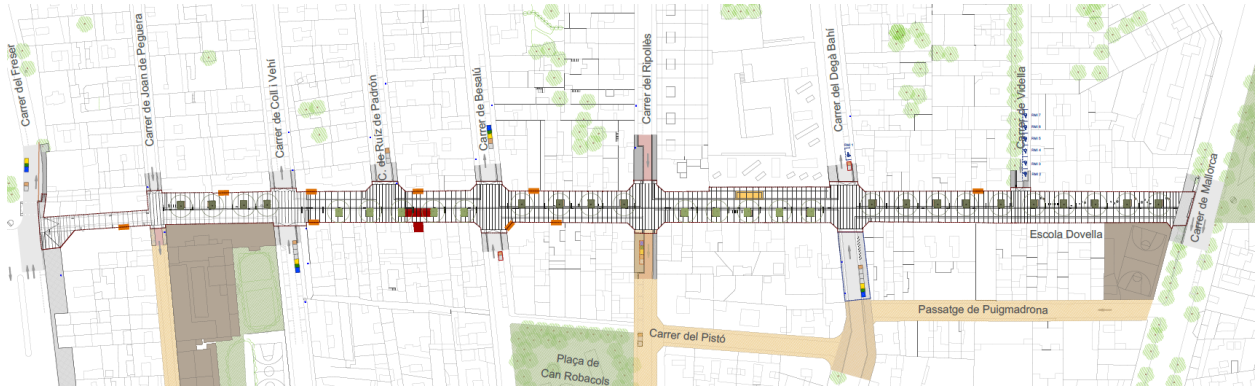 Carrer del Freser
Carrer de Joan de Peguera
Carrer de Coll i Vehí
C. de Ruíz de Padrón
Carrer de Besalú
Carrer del Ripollès
Carrer del Degà Bahí
Carrer de Vidella
Carrer de Mallorca
Escola Dovella
Passatge de Puigmadrona
Carrer del Pistó
Plaça de
Can Robacols